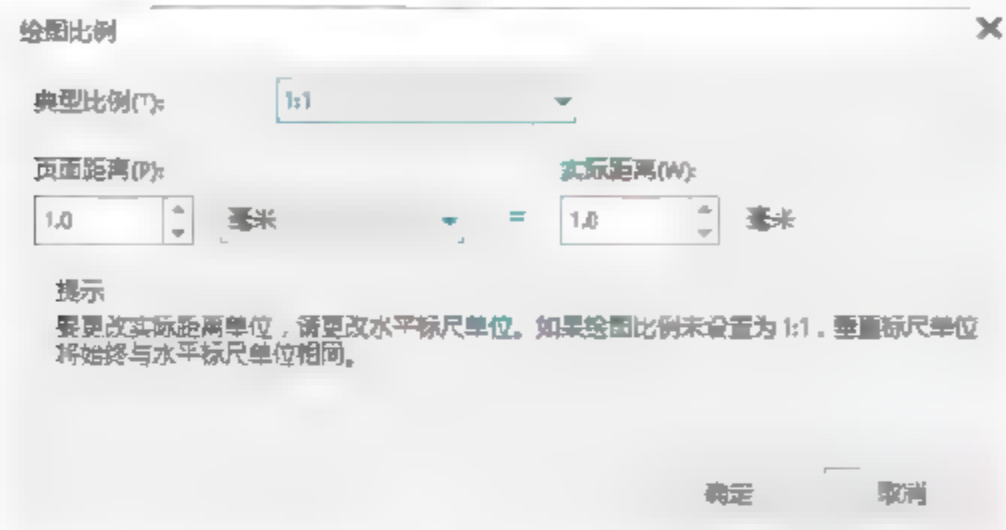 绘图比例
典型比例(T):
1:1
页面距离(P):
实际距离(W):
1.0 毫米 = 1.0 毫米
提示
要更改实际距离单位，请更改水平标尺单位。如果绘图比例未设置为 1:1，垂直标尺单位
将始终与水平标尺单位相同。
确定 取消